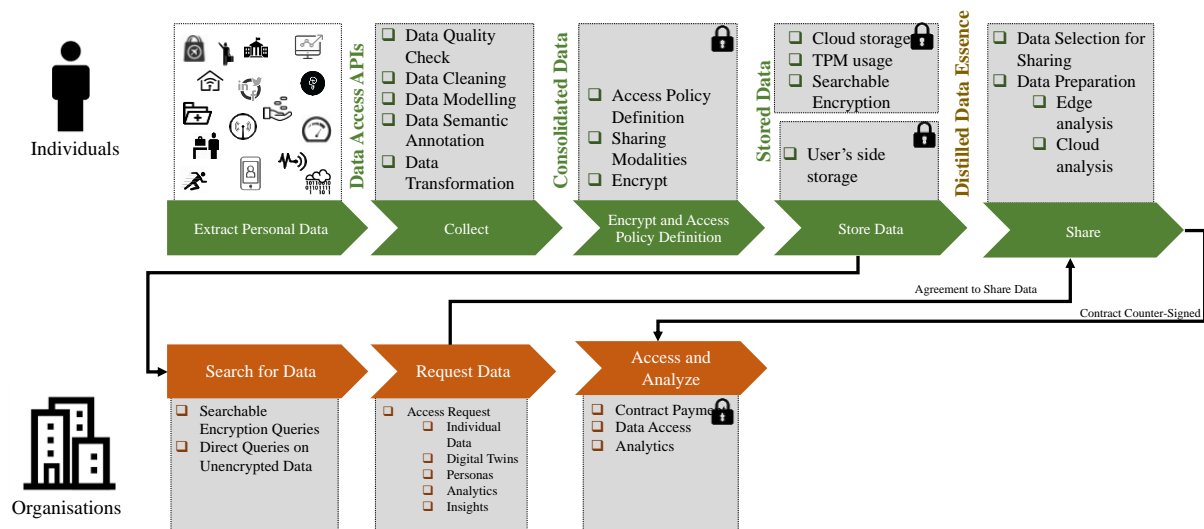 Individuals
Data Access APIs
Data Quality
Check
Data Cleaning
Data Modelling
Data Semantic
Annotation
Data
Transformation
Consolidated Data
Access Policy
Definition
Sharing
Modalities
Encrypt
Stored Data
Cloud storage
TPM usage
Searchable
Encryption
User's side
storage
Distilled Data Essence
Data Selection for
Sharing
Data Preparation
Edge
analysis
Cloud
analysis
Extract Personal Data
Collect
Encrypt and Access
Policy Definition
Store Data
Share
Agreement to Share Data
Contract Counter-Signed
Search for Data
Request Data
Access and
Analyze
Searchable
Encryption Queries
Direct Queries on
Unencrypted Data
Access Request
Individual
Data
Digital Twins
Personas
Analytics
Insights
Contract Payment
Data Access
Analytics
Organisations